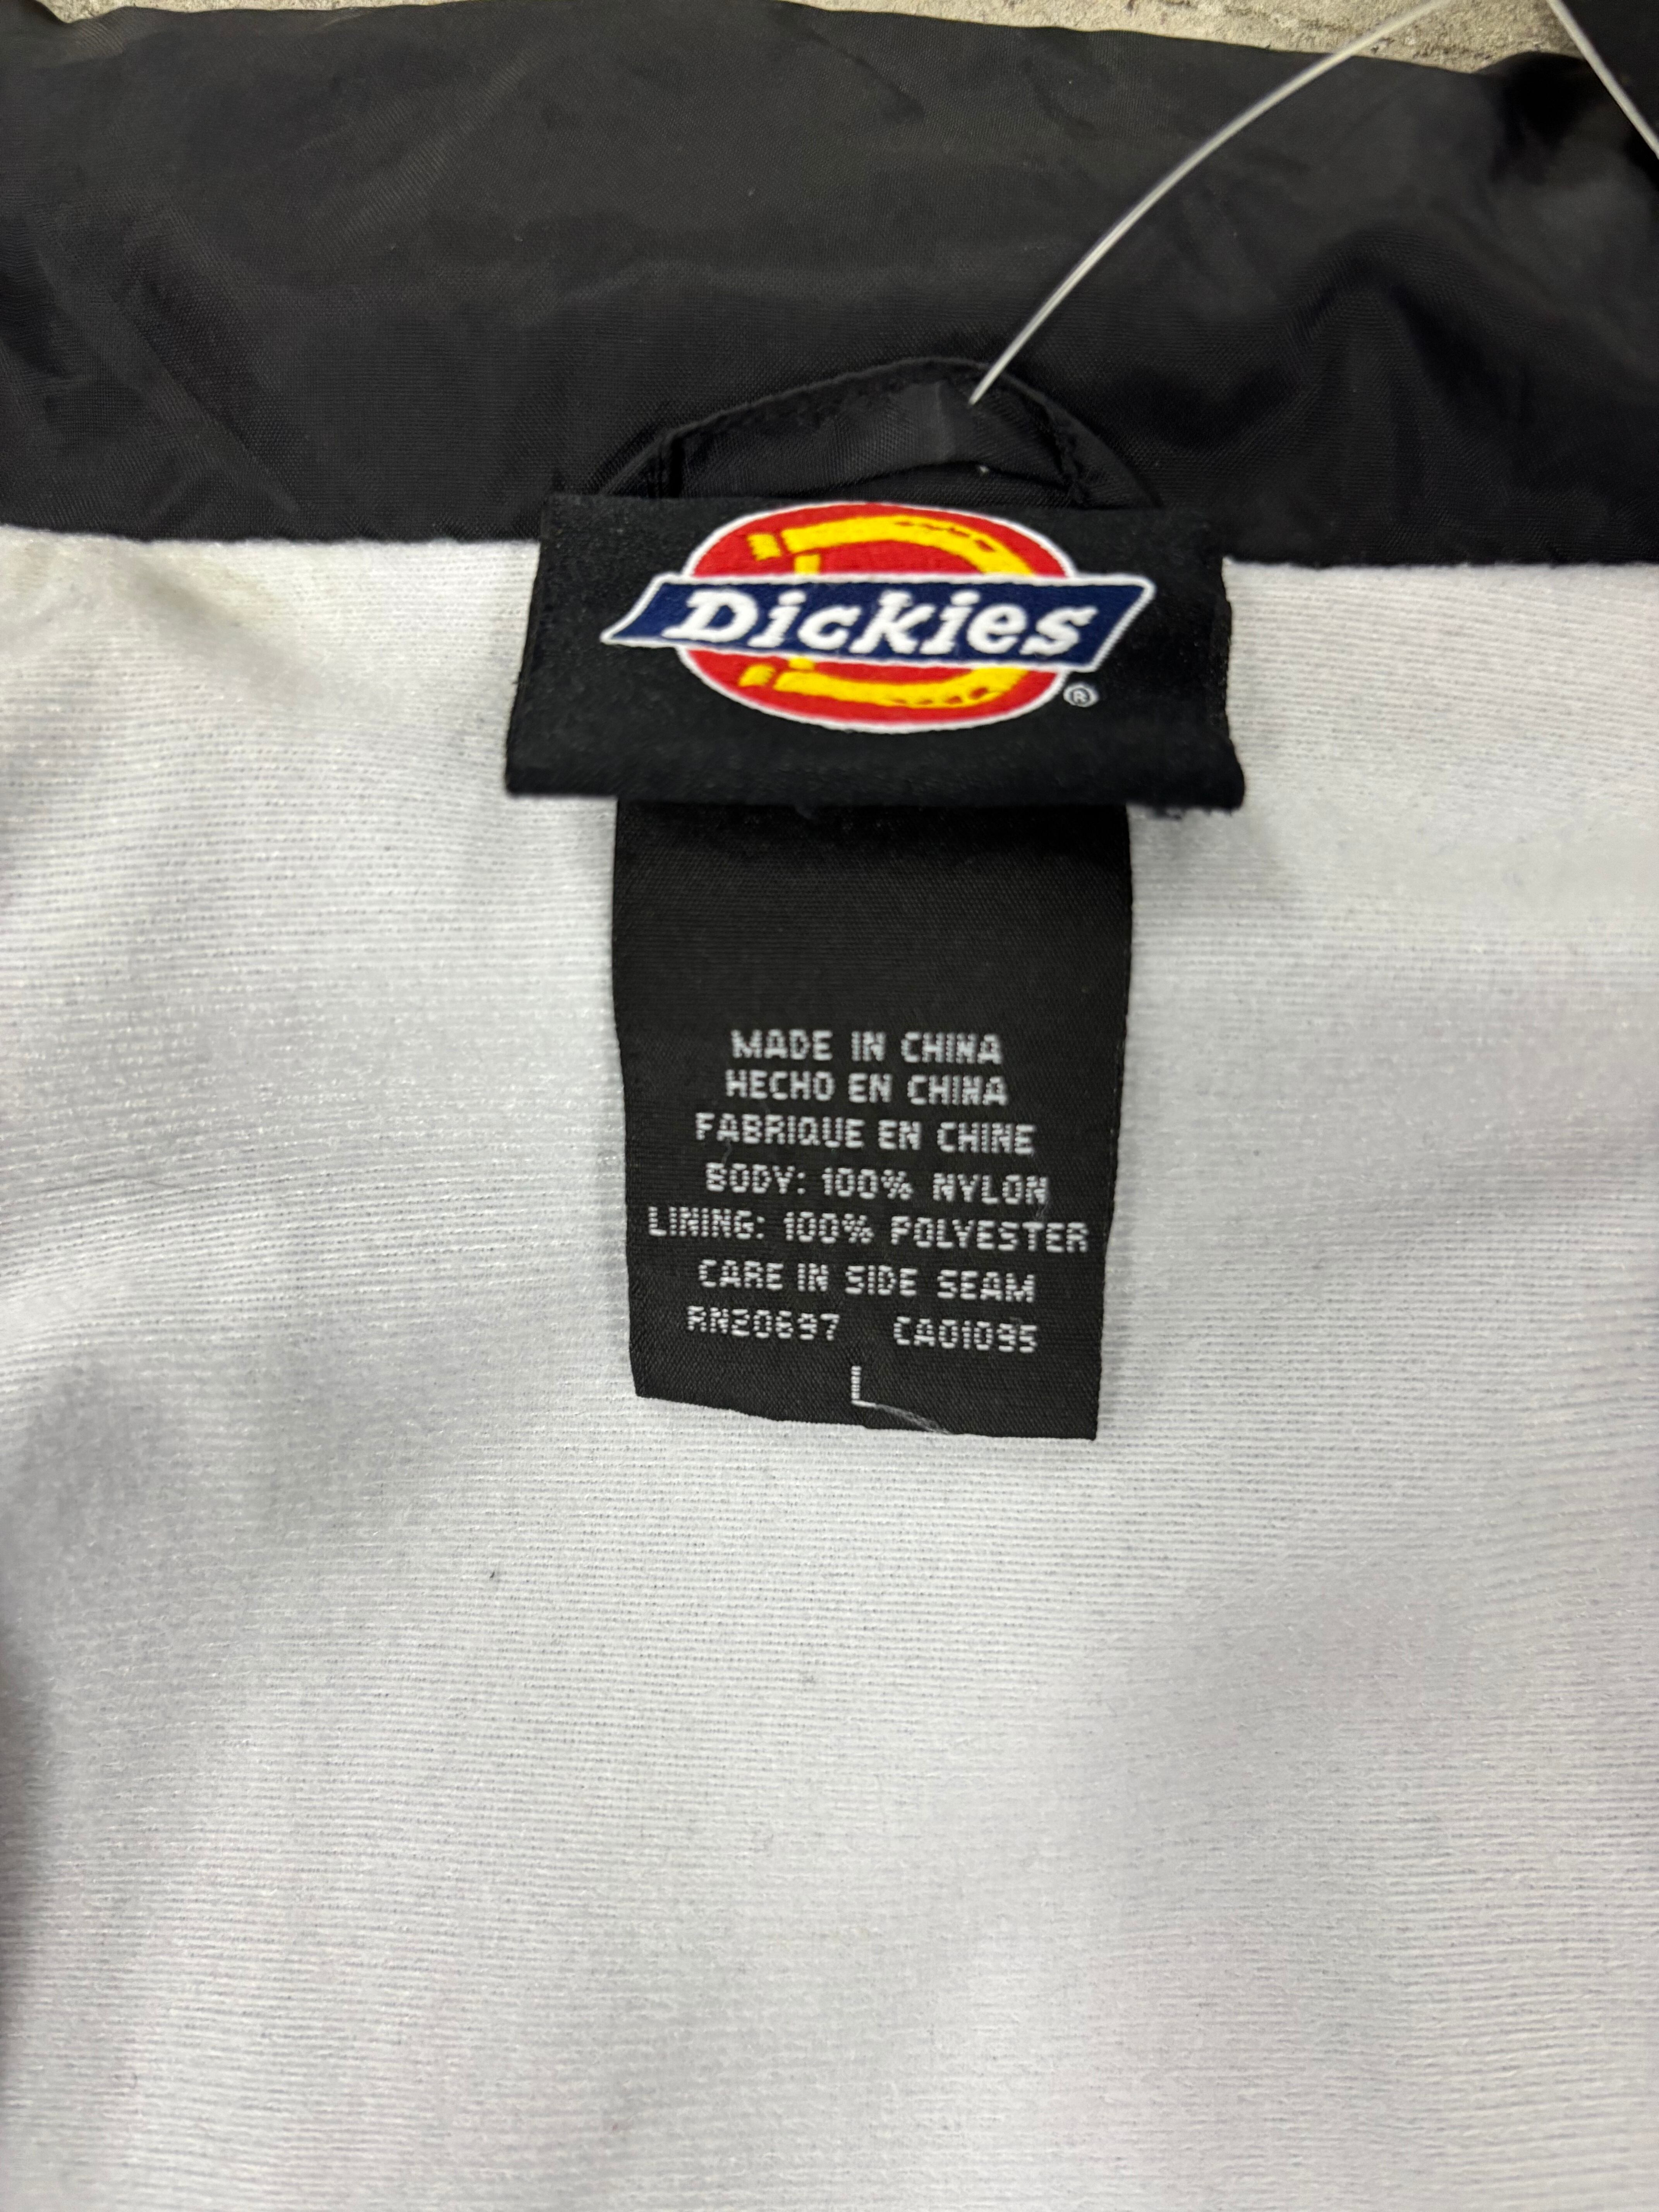 Dickies
®
MADE IN CHINA
HECHO EN CHINA
FABRIQUE EN CHINE
BODY: 100% NYLON
LINING: 100% POLYESTER
CARE IN SIDE SEAM
RN20697 CA01095
L